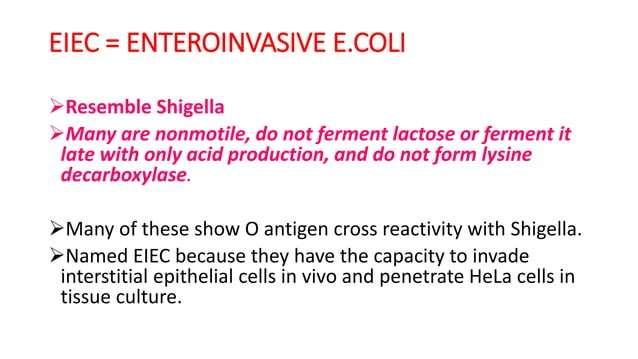 EIEC = ENTEROINVASIVE E.COLI
➢Resemble Shigella
➢Many are nonmotile, do not ferment lactose or ferment it
late with only acid production, and do not form lysine
decarboxylase.
➢Many of these show O antigen cross reactivity with Shigella.
➢Named EIEC because they have the capacity to invade
interstitial epithelial cells in vivo and penetrate HeLa cells in
tissue culture.